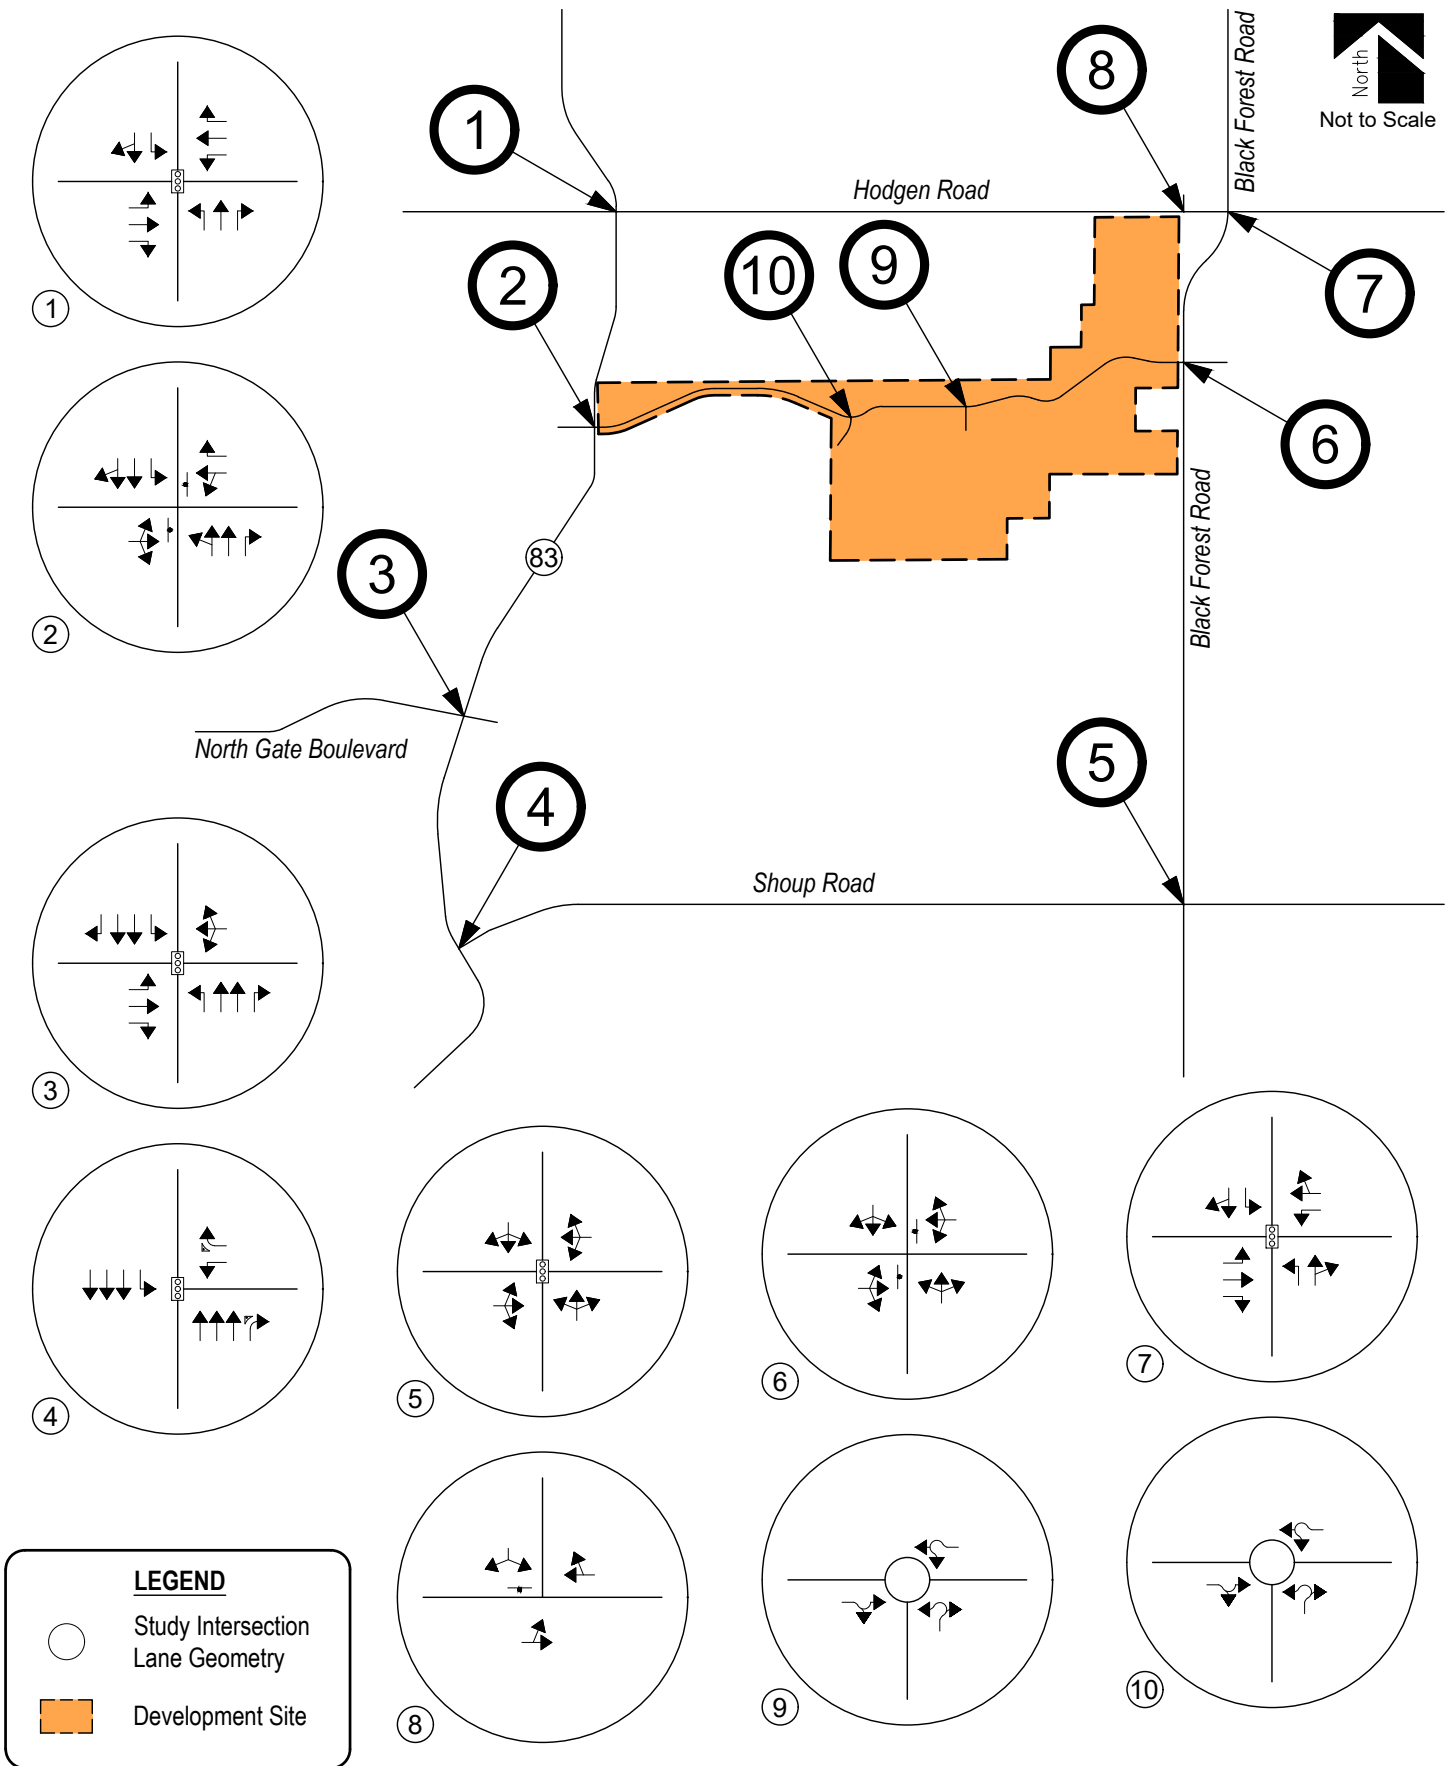 8
Black Forest Road
North
Not to Scale
1
Hodgen Road
10
9
2
7
1
6
83
3
Black Forest Road
2
North Gate Boulevard
5
4
Shoup Road
3
4
5
6
7
LEGEND
Study Intersection
Lane Geometry
Development Site
8
9
10